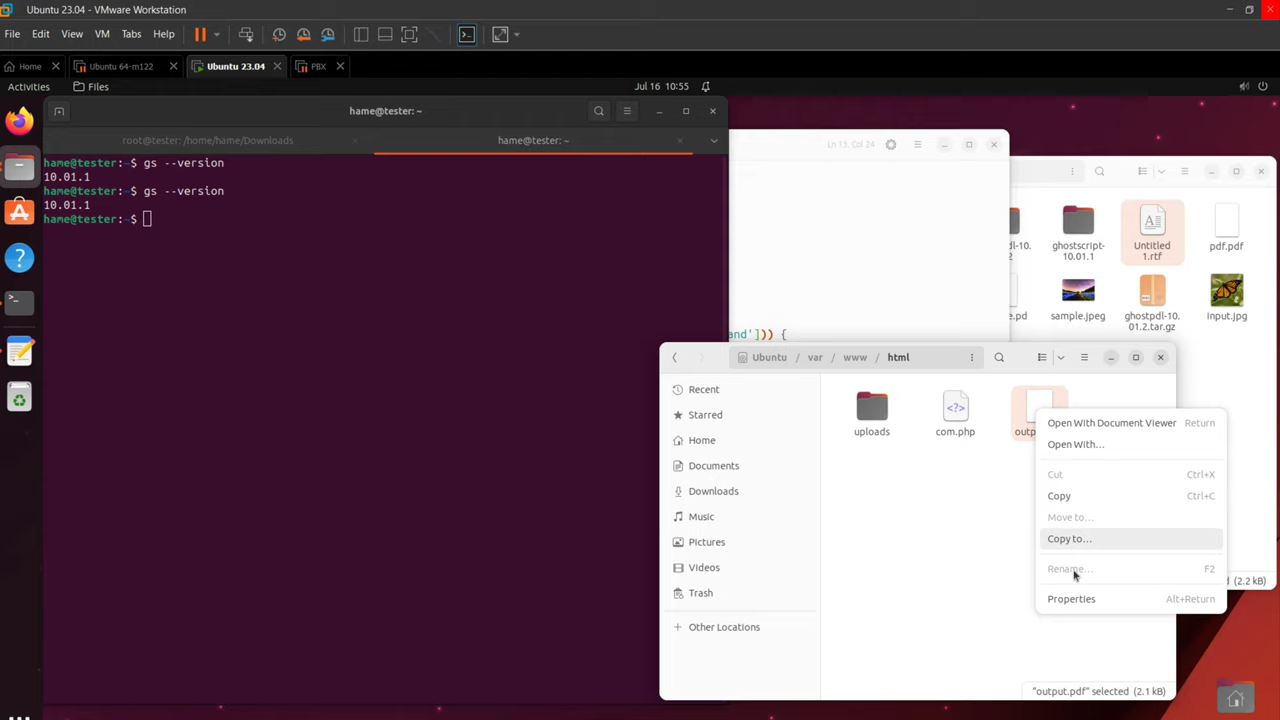 Ubuntu 23.04 - VMware Workstation
File Edit View VM Tabs Help
Home
Ubuntu 64-m122
Ubuntu 23.04
PBX
Activities
Files
Jul 16 10:55
hame@tester: ~
root@tester: /home/hame/Downloads
hame@tester: ~
hame@tester:~$ gs --version
10.01.1
hame@tester:~$ gs --version
10.01.1
hame@tester:~$
Ln 13, Col 24
and'])) {
ghostscript-
10.01.1
Untitled
1.rtf
pdf.pdf
sample.jpeg
ghostpdl-10.
01.2.tar.gz
input.jpg
(2.2 kB)
Ubuntu / var / www / html
Recent
Starred
Home
Documents
Downloads
Music
Pictures
Videos
Trash
Other Locations
uploads
com.php
Open With Document Viewer Return
Open With…
Cut Ctrl+X
Copy Ctrl+C
Move to…
Copy to…
Rename… F2
Properties Alt+Return
"output.pdf" selected (2.1 kB)